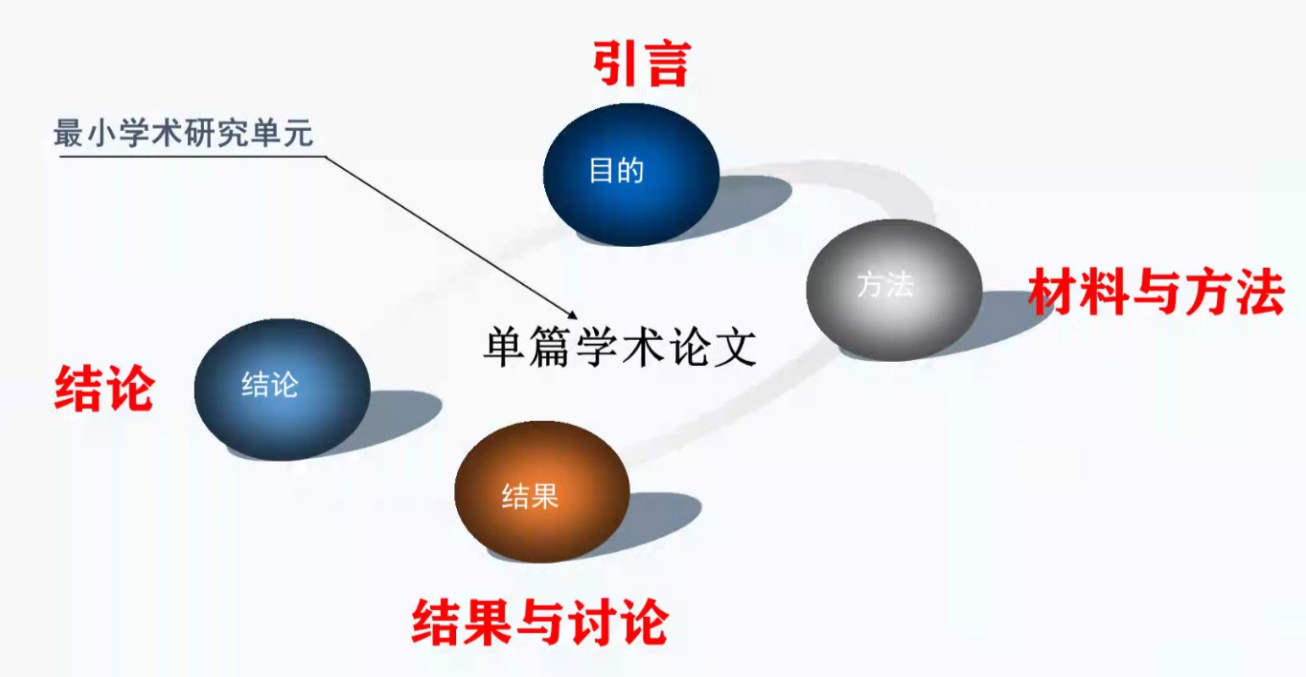 引言
最小学术研究单元
目的
方法
材料与方法
单篇学术论文
结论
结论
结果
结果与讨论